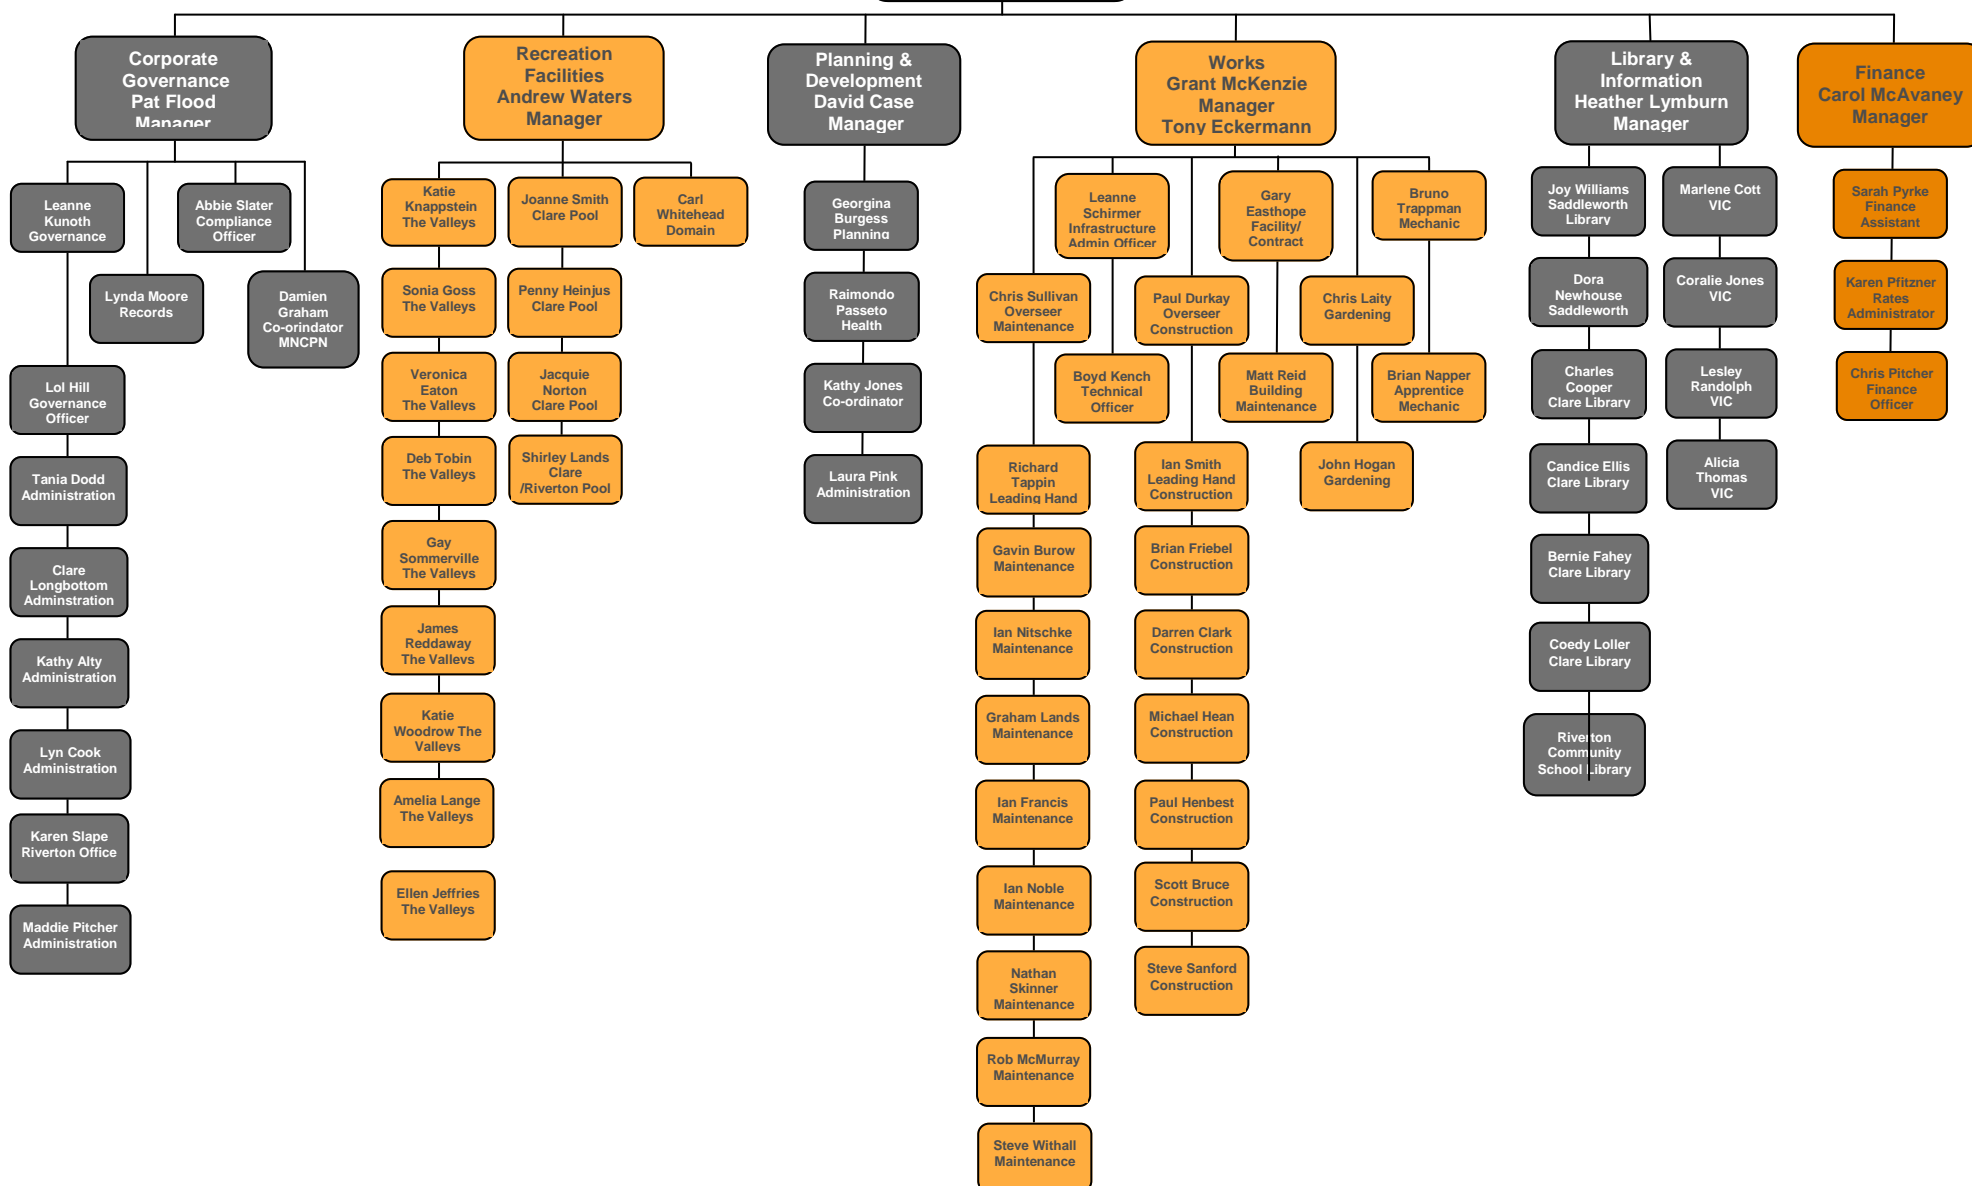 Corporate
Governance
Pat Flood
Manager
Recreation
Facilities
Andrew Waters
Manager
Planning &
Development
David Case
Manager
Works
Grant McKenzie
Manager
Tony Eckermann
Library &
Information
Heather Lymburn
Manager
Finance
Carol McAvaney
Manager
Leanne
Kunoth
Governance
Lynda Moore
Records
Abbie Slater
Compliance
Officer
Damien
Graham
Co-orindator
MNCPN
Lol Hill
Governance
Officer
Tania Dodd
Administration
Clare
Longbottom
Adminstration
Kathy Alty
Administration
Lyn Cook
Administration
Karen Slape
Riverton Office
Maddie Pitcher
Administration
Katie
Knappstein
The Valleys
Sonia Goss
The Valleys
Veronica
Eaton
The Valleys
Deb Tobin
The Valleys
Gay
Sommerville
The Valleys
James
Reddaway
The Valleys
Katie
Woodrow The
Valleys
Amelia Lange
The Valleys
Ellen Jeffries
The Valleys
Joanne Smith
Clare Pool
Penny Heinjus
Clare Pool
Jacquie
Norton
Clare Pool
Shirley Lands
Clare
/Riverton Pool
Carl
Whitehead
Domain
Georgina
Burgess
Planning
Raimondo
Passeto
Health
Kathy Jones
Co-ordinator
Laura Pink
Administration
Chris Sullivan
Overseer
Maintenance
Richard
Tappin
Leading Hand
Gavin Burow
Maintenance
Ian Nitschke
Maintenance
Graham Lands
Maintenance
Ian Francis
Maintenance
Ian Noble
Maintenance
Nathan
Skinner
Maintenance
Rob McMurray
Maintenance
Steve Withall
Maintenance
Leanne
Schirmer
Infrastructure
Admin Officer
Boyd Kench
Technical
Officer
Paul Durkay
Overseer
Construction
Ian Smith
Leading Hand
Construction
Brian Friebel
Construction
Darren Clark
Construction
Michael Hean
Construction
Paul Henbest
Construction
Scott Bruce
Construction
Steve Sanford
Construction
Gary
Easthope
Facility/
Contract
Matt Reid
Building
Maintenance
Chris Laity
Gardening
John Hogan
Gardening
Bruno
Trappman
Mechanic
Brian Napper
Apprentice
Mechanic
Joy Williams
Saddleworth
Library
Dora
Newhouse
Saddleworth
Charles
Cooper
Clare Library
Candice Ellis
Clare Library
Bernie Fahey
Clare Library
Coedy Loller
Clare Library
Riverton
Community
School Library
Marlene Cott
VIC
Coralie Jones
VIC
Lesley
Randolph
VIC
Alicia
Thomas
VIC
Sarah Pyrke
Finance
Assistant
Karen Pfitzner
Rates
Administrator
Chris Pitcher
Finance
Officer